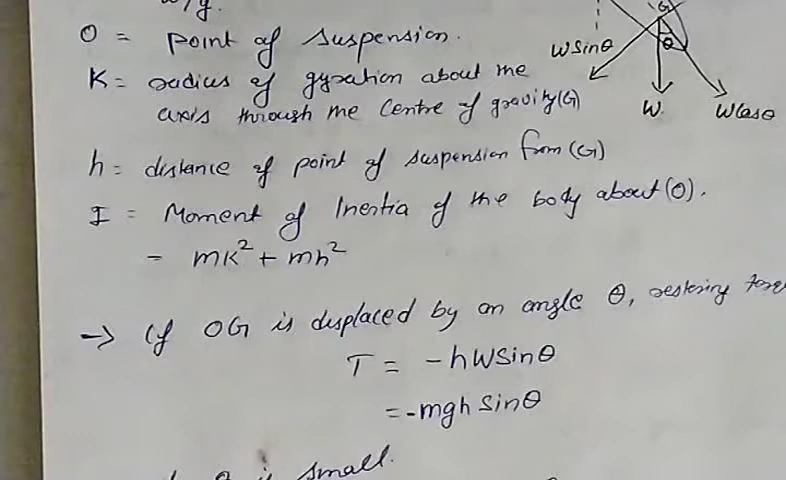 W/g.
O = Point of suspension.
K = radius of gyration about the
axis through the Centre of gravity (G)
h = distance of point of suspension from (G)
I = Moment of Inertia of the body about (O).
= mk² + mh²
→ If OG is displaced by an angle θ, restoring
T = -hWsinθ
= -mgh sinθ
θ is small.
G
θ
Wsinθ
W.
Wcosθ